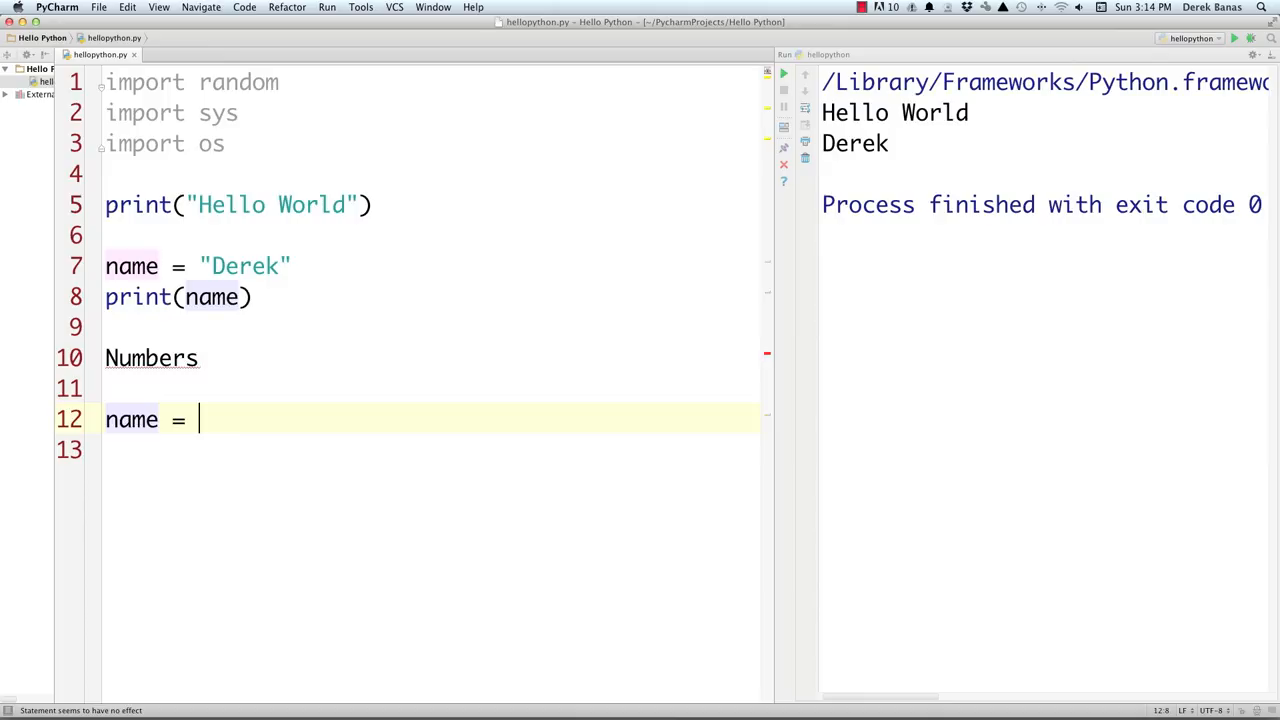 PyCharm File Edit View Navigate Code Refactor Run Tools VCS Window Help 10 Sun 3:14 PM Derek Banas
hellopython.py - Hello Python - [~/PycharmProjects/Hello Python]
Hello Python hellopython.py hellopython
hellopython.py Run hellopython
Hello P
hell
Extern
1 import random
2 import sys
3 import os
4
5 print("Hello World")
6
7 name = "Derek"
8 print(name)
9
10 Numbers
11
12 name =
13
/Library/Frameworks/Python.framewo
Hello World
Derek
Process finished with exit code 0
Statement seems to have no effect 12:8 LF UTF-8